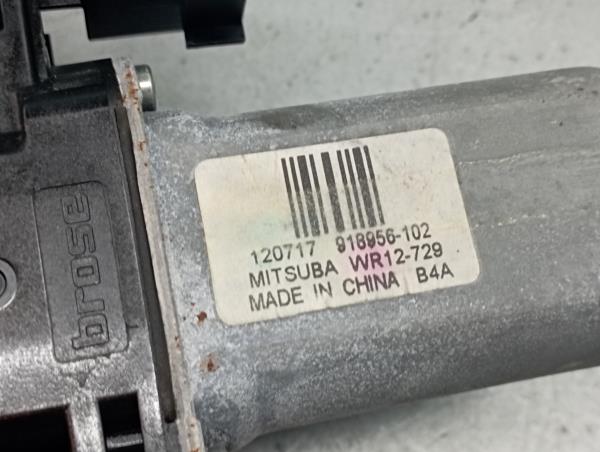 brose
120717 918956-102
MITSUBA WR12-729
MADE IN CHINA B4A